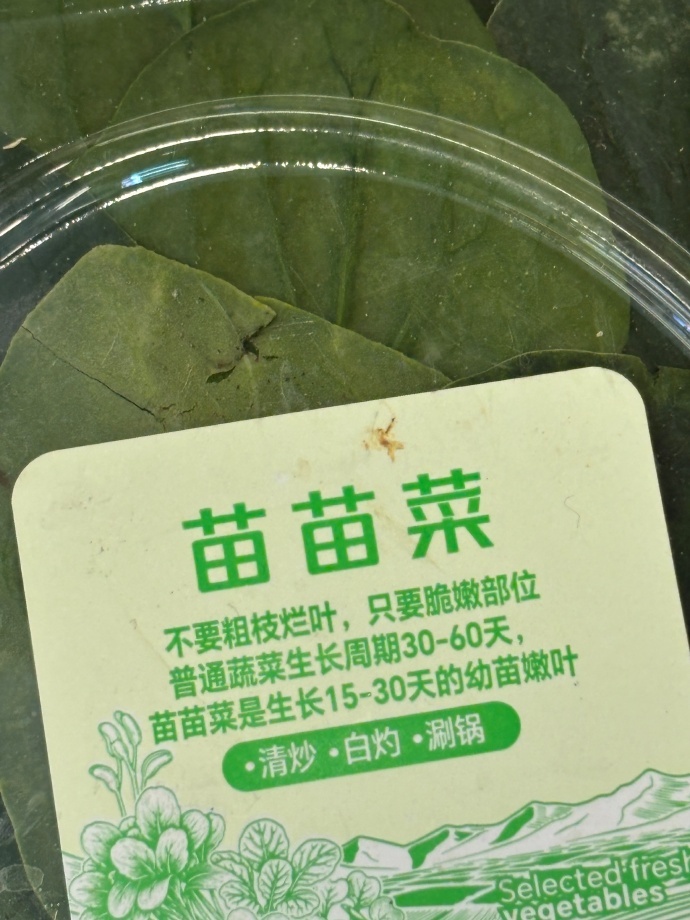 苗苗菜
不要粗枝烂叶，只要脆嫩部位
普通蔬菜生长周期30-60天，
苗苗菜是生长15-30天的幼苗嫩叶
·清炒 ·白灼 ·涮锅
Selected fresh
vegetables